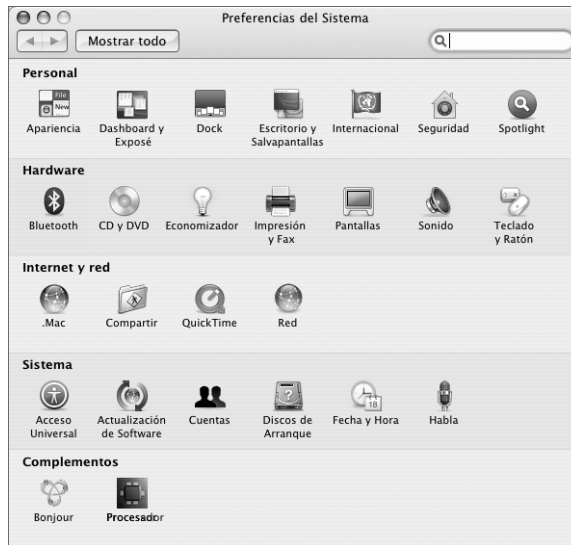 Preferencias del Sistema
Mostrar todo
Personal
Apariencia
Dashboard y
Exposé
Dock
Escritorio y
Salvapantallas
Internacional
Seguridad
Spotlight
Hardware
Bluetooth
CD y DVD
Economizador
Impresión
y Fax
Pantallas
Sonido
Teclado
y Ratón
Internet y red
.Mac
Compartir
QuickTime
Red
Sistema
Acceso
Universal
Actualización
de Software
Cuentas
Discos de
Arranque
Fecha y Hora
Habla
Complementos
Bonjour
Procesador
File
New
18